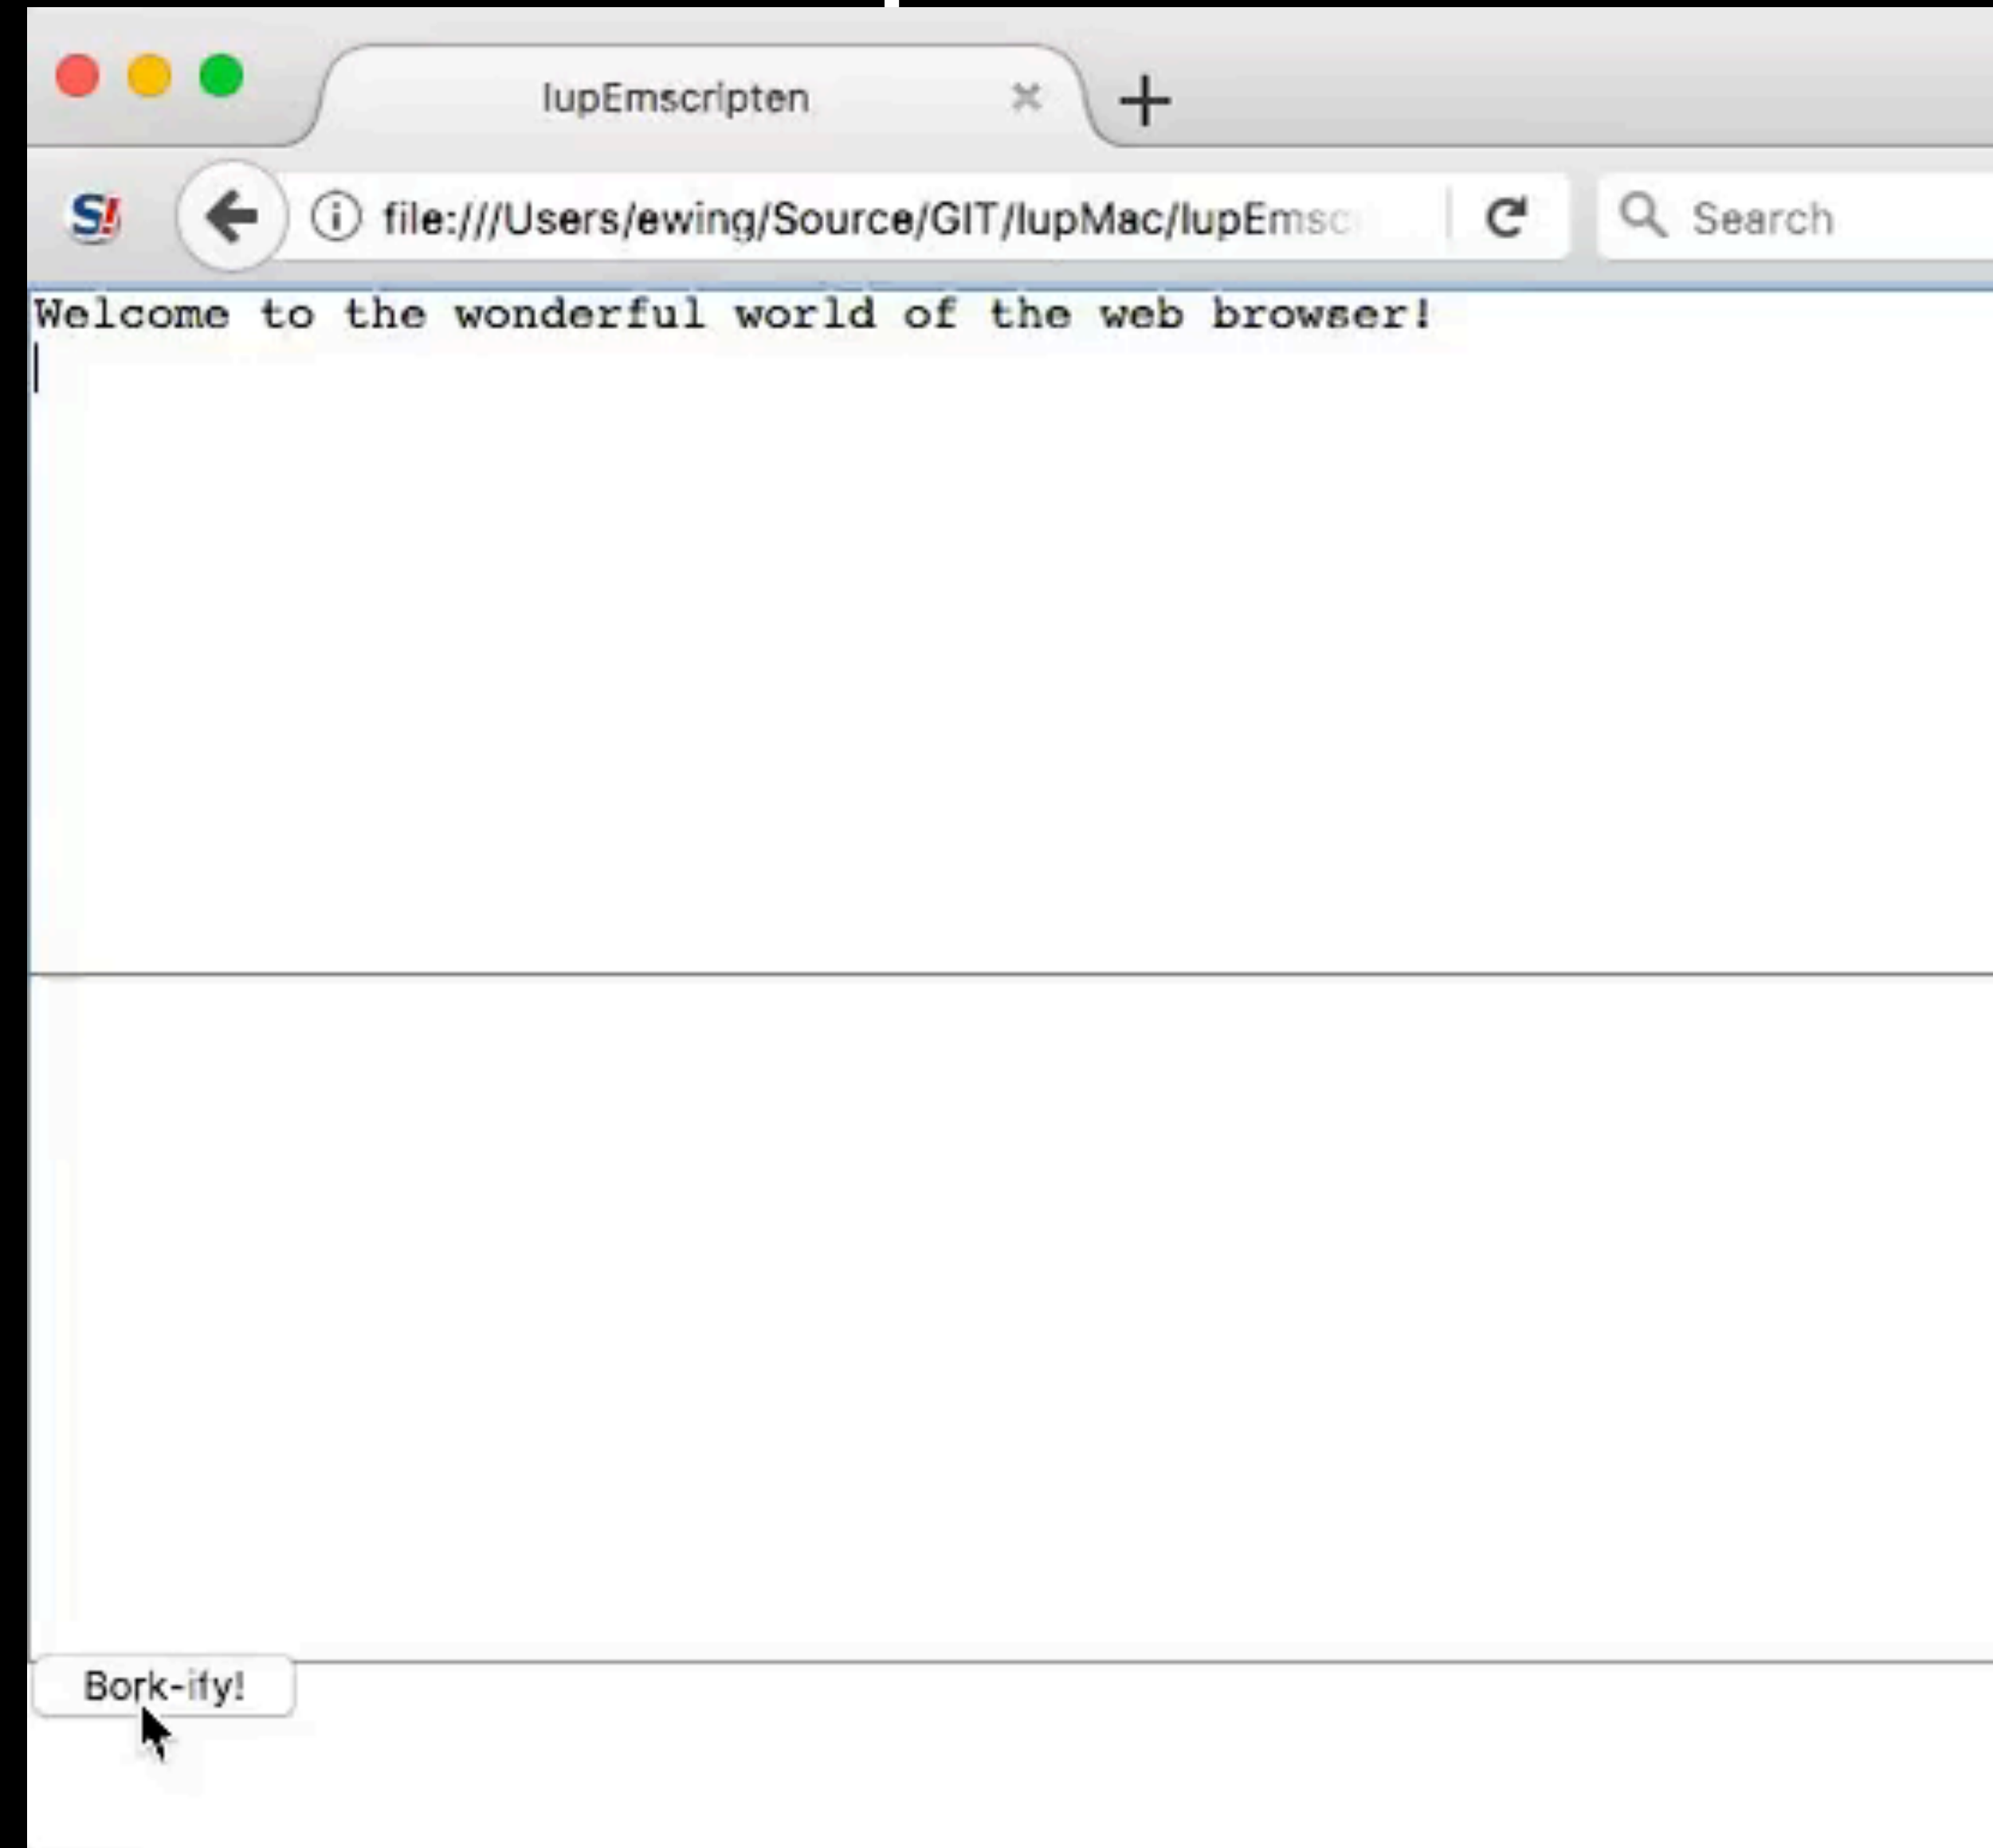 IupEmscripten
S!
file:///Users/ewing/Source/GIT/IupMac/IupEmsc
Search
Welcome to the wonderful world of the web browser!
Bork-ify!